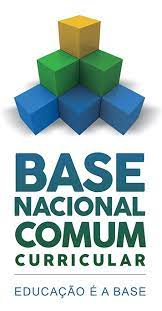 BASE
NACIONAL
COMUM
CURRICULAR
EDUCAÇÃO É A BASE